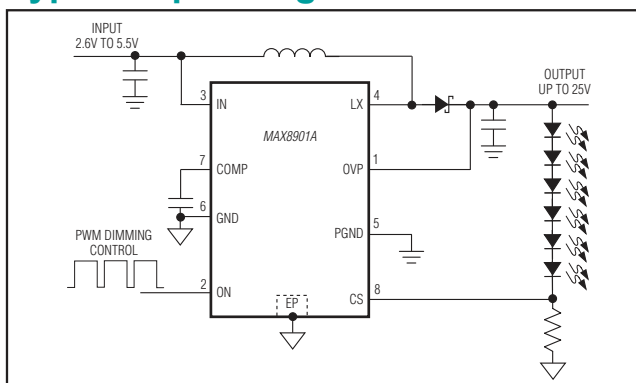 INPUT
2.6V TO 5.5V
OUTPUT
UP TO 25V
3
IN
LX
4
MAX8901A
7
COMP
OVP
1
6
GND
PGND
5
PWM DIMMING
CONTROL
2
ON
EP
CS
8